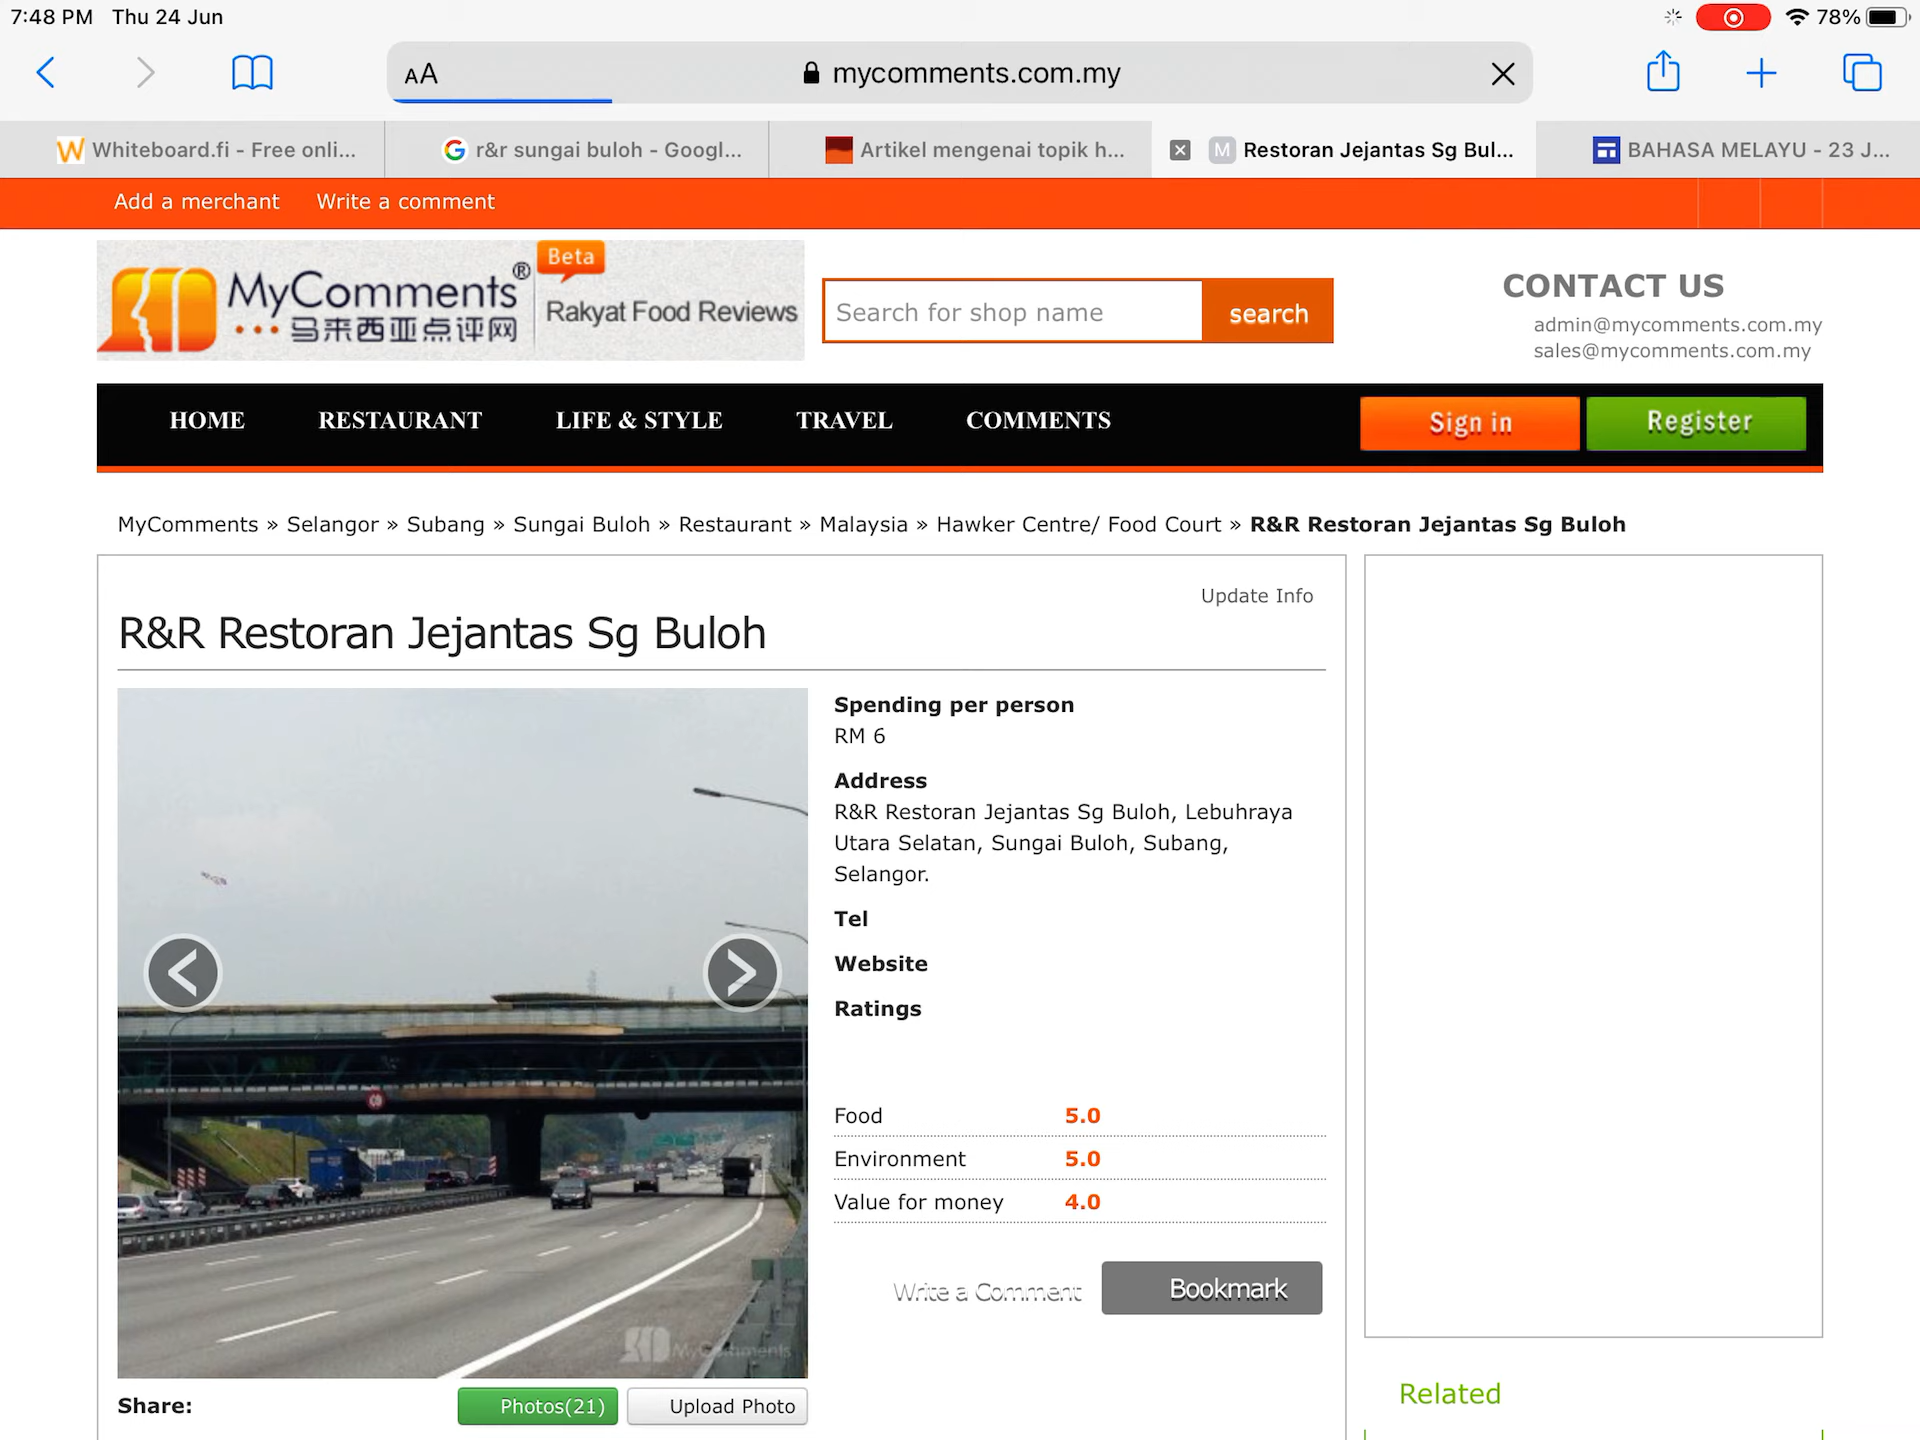 7:48 PM Thu 24 Jun
78%
AA
mycomments.com.my
Whiteboard.fi - Free onli...
r&r sungai buloh - Googl...
Artikel mengenai topik h...
M Restoran Jejantas Sg Bul...
BAHASA MELAYU - 23 J...
Add a merchant
Write a comment
MyComments®
马来西亚点评网
Beta
Rakyat Food Reviews
Search for shop name
search
CONTACT US
admin@mycomments.com.my
sales@mycomments.com.my
HOME
RESTAURANT
LIFE & STYLE
TRAVEL
COMMENTS
Sign in
Register
MyComments » Selangor » Subang » Sungai Buloh » Restaurant » Malaysia » Hawker Centre/ Food Court » R&R Restoran Jejantas Sg Buloh
Update Info
R&R Restoran Jejantas Sg Buloh
Spending per person
RM 6
Address
R&R Restoran Jejantas Sg Buloh, Lebuhraya
Utara Selatan, Sungai Buloh, Subang,
Selangor.
Tel
Website
Ratings
Food 5.0
Environment 5.0
Value for money 4.0
Write a Comment
Bookmark
MyComments
Share:
Photos(21)
Upload Photo
Related